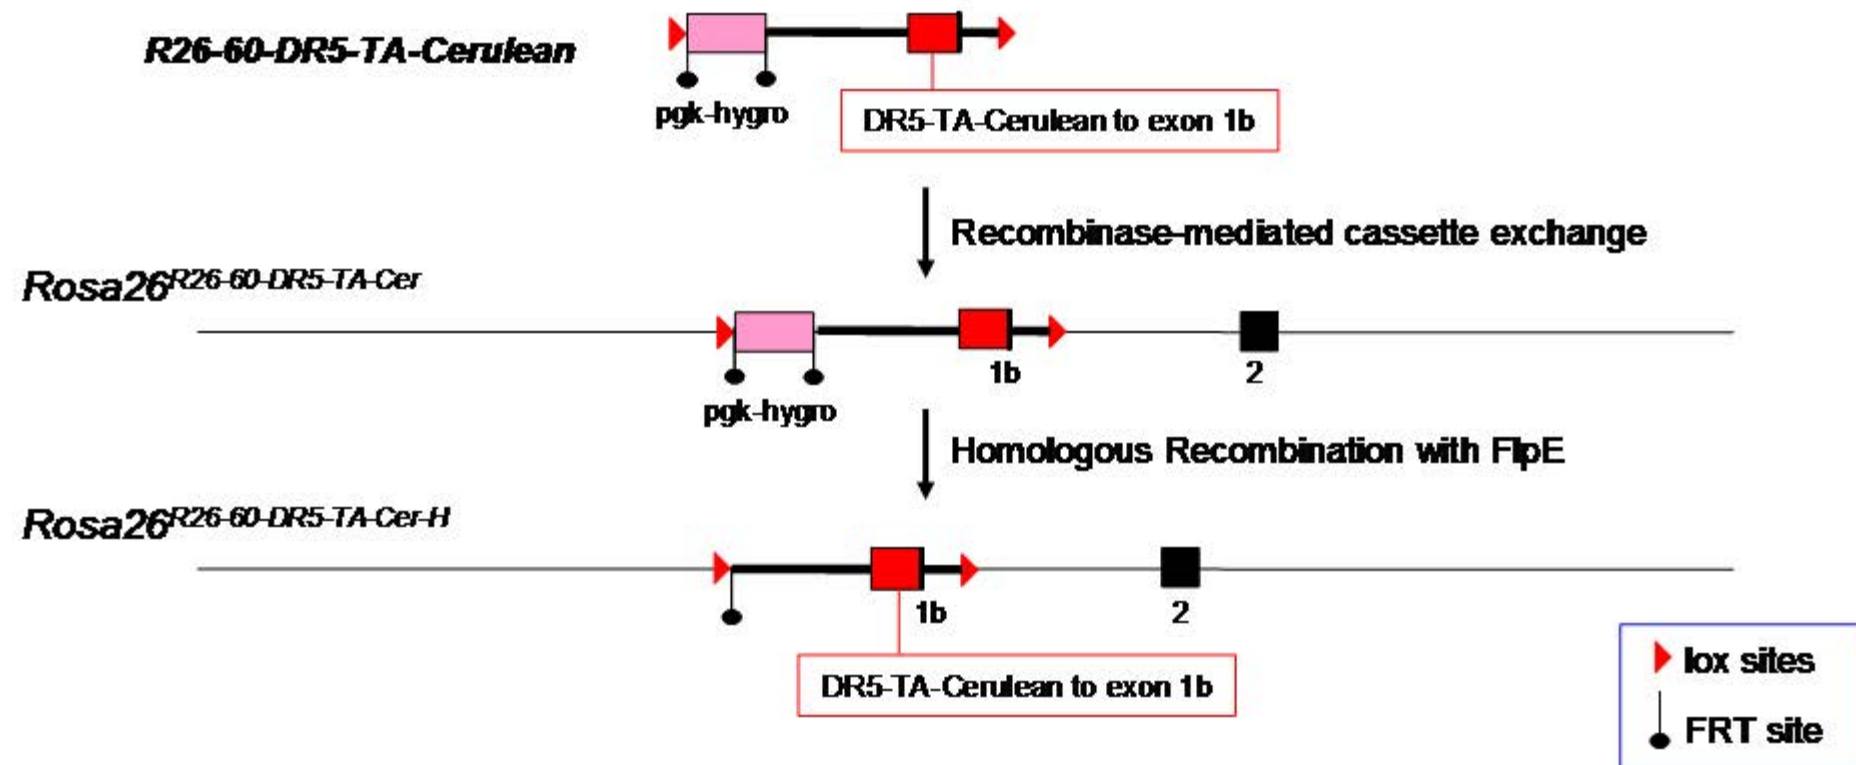 R26-60-DR5-TA-Cerulean
pgk-hygro
DR5-TA-Cerulean to exon 1b
Recombinase-mediated cassette exchange
Rosa26R26-60-DR5-TA-Cer
1b
2
pgk-hygro
Homologous Recombination with FlpE
Rosa26R26-60-DR5-TA-Cer-H
1b
2
DR5-TA-Cerulean to exon 1b
lox sites
FRT site